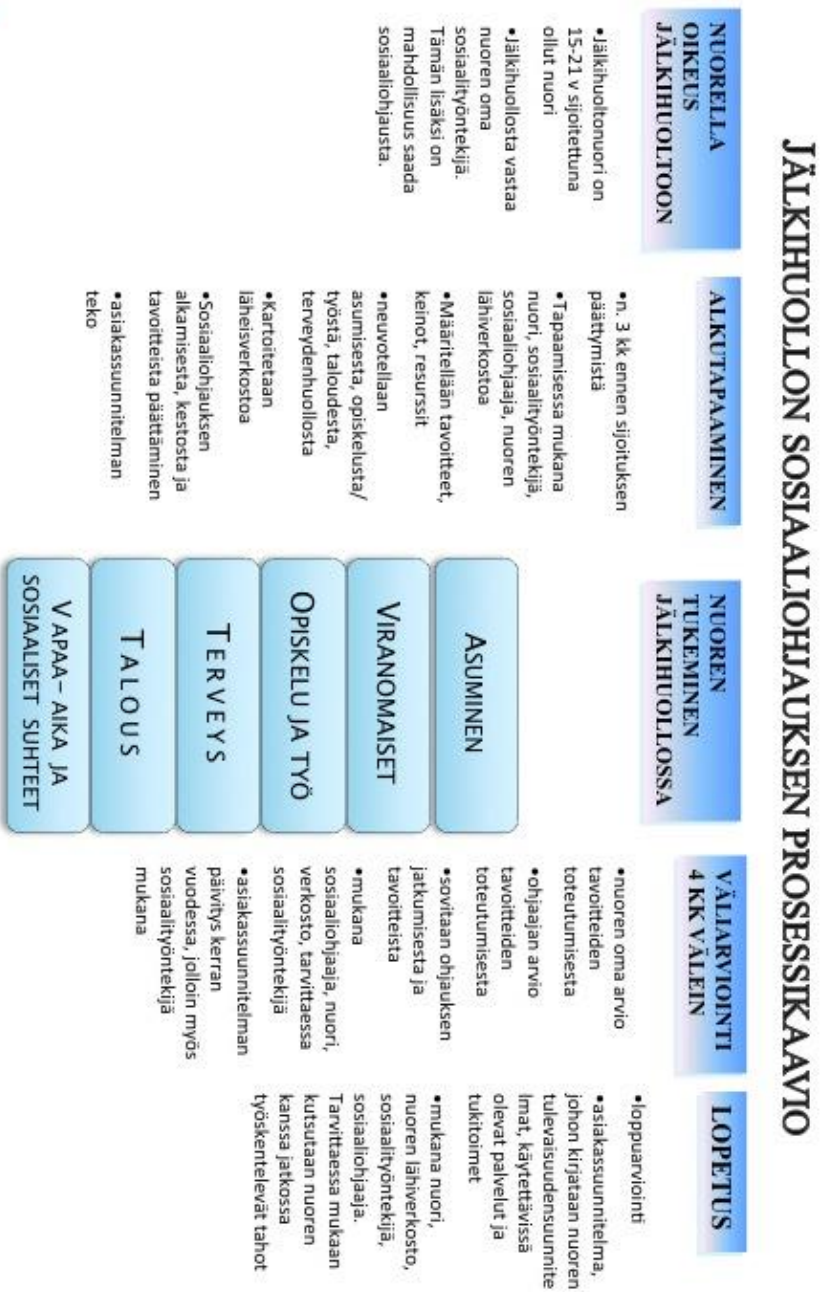 JÄLKIHUOLLON SOSIAALIOHJAUKSEN PROSESSIKAAVIO
NUORELLA
OIKEUS
JÄLKIHUOLTOON
•Jälkihuoltonuori on
15-21 v sijoitettuna
ollut nuori
•Jälkihuollosta vastaa
nuoren oma
sosiaalityöntekijä.
Tämän lisäksi on
mahdollisuus saada
sosiaaliohjausta.
ALKUTAPAAMINEN
•n. 3 kk ennen sijoituksen
päättymistä
•Tapaamisessa mukana
nuori, sosiaalityöntekijä,
sosiaaliohjaaja, nuoren
lähiverkostoa
•Määritellään tavoitteet,
keinot, resurssit
•neuvotellaan
asumisesta, opiskelusta/
työstä, taloudesta,
terveydenhuollosta
•Kartoitetaan
läheisverkostoa
•Sosiaaliohjauksen
alkamisesta, kestosta ja
tavoitteista päättäminen
•asiakassuunnitelman
teko
NUOREN
TUKEMINEN
JÄLKIHUOLLOSSA
ASUMINEN
VIRANOMAISET
OPISKELU JA TYÖ
TERVEYS
TALOUS
VAPAA- AIKA JA
SOSIAALISET SUHTEET
VÄLIARVIOINTI
4 KK VÄLEIN
•nuoren oma arvio
tavoitteiden
toteutumisesta
•ohjaajan arvio
tavoitteiden
toteutumisesta
•sovitaan ohjauksen
jatkumisesta ja
tavoitteista
•mukana
sosiaaliohjaaja, nuori,
verkosto, tarvittaessa
sosiaalityöntekijä
•asiakassuunnitelman
päivitys kerran
vuodessa, jolloin myös
sosiaalityöntekijä
mukana
LOPETUS
•loppuarviointi
•asiakassuunnitelma,
johon kirjataan nuoren
tulevaisuudensuunnite
lmat, käytettävissä
olevat palvelut ja
tukitoimet
•mukana nuori,
nuoren lähiverkosto,
sosiaalityöntekijä,
sosiaaliohjaaja.
Tarvittaessa mukaan
kutsutaan nuoren
kanssa jatkossa
työskentelevät tahot